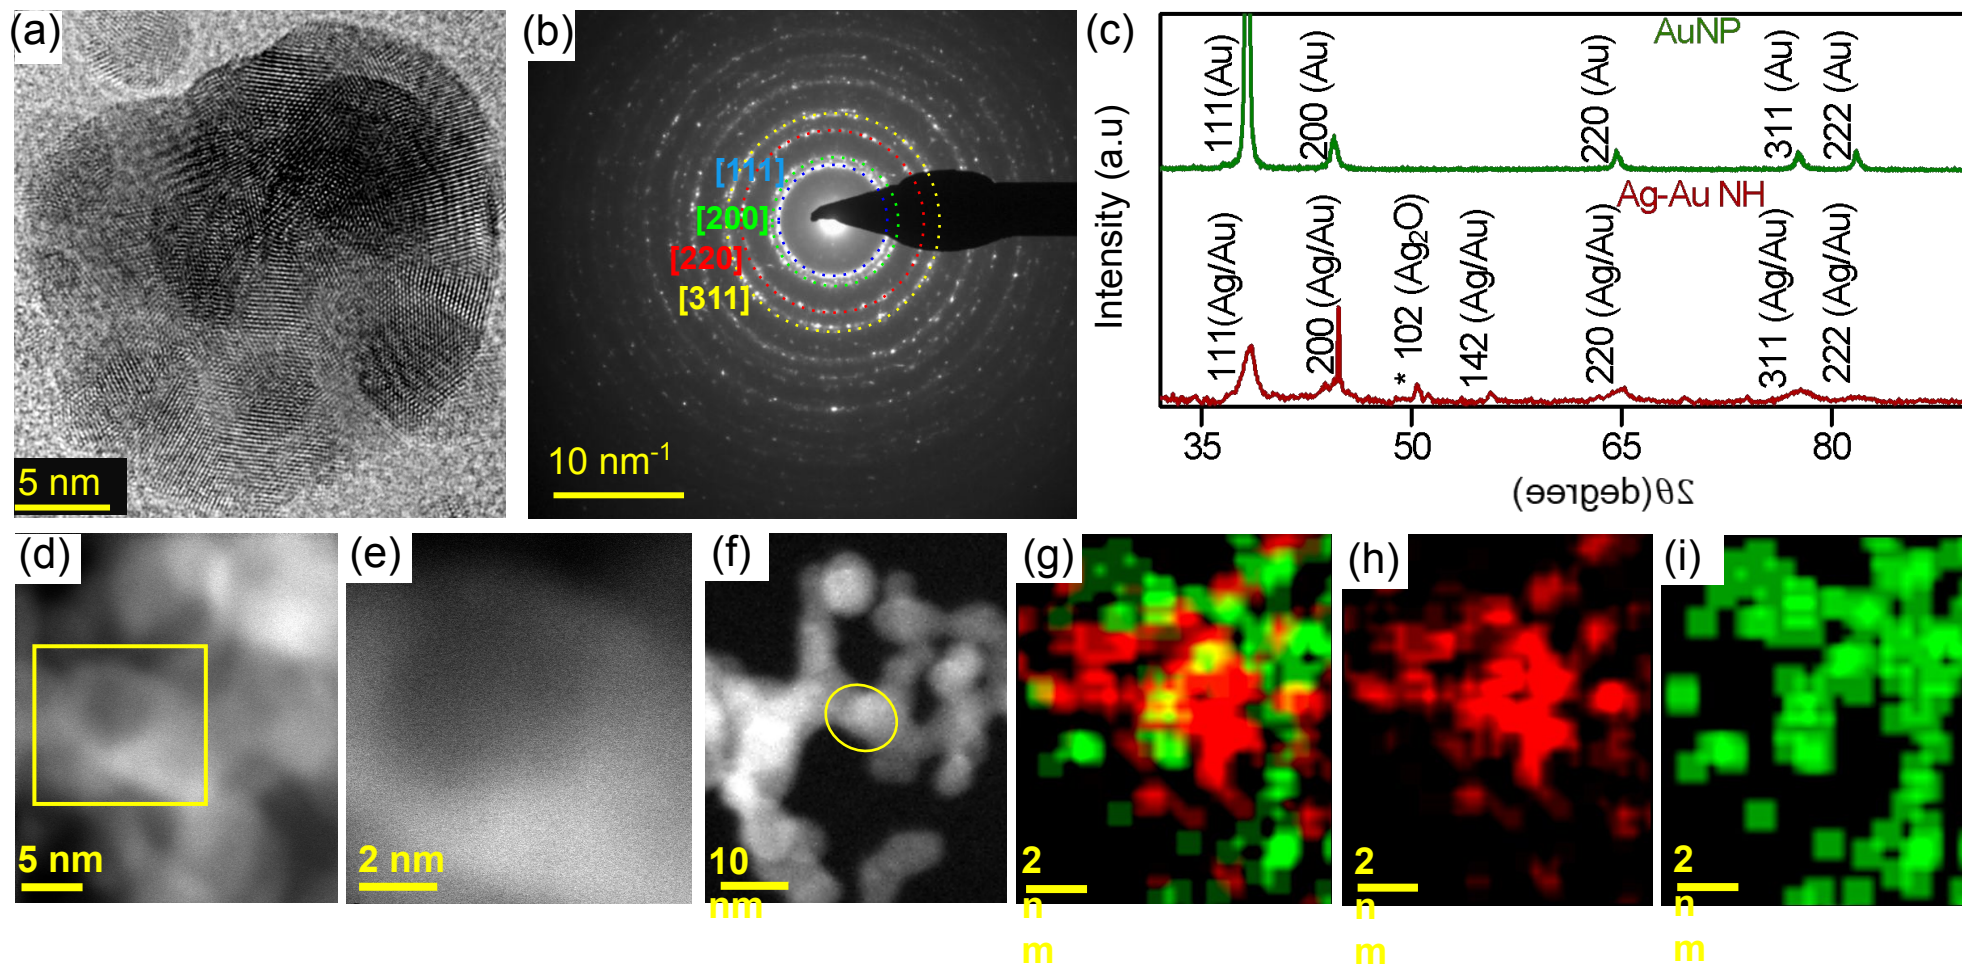 (a)
5 nm
(b)
[111]
[200]
[220]
[311]
10 nm-1
(c)
Intensity (a.u)
AuNP
111(Au)
200 (Au)
220 (Au)
311 (Au)
222 (Au)
Ag-Au NH
111(Ag/Au)
200 (Ag/Au)
* 102 (Ag2O)
142 (Ag/Au)
220 (Ag/Au)
311 (Ag/Au)
222 (Ag/Au)
35 50 65 80
2θ(degree)
(d)
5 nm
(e)
2 nm
(f)
10
nm
(g)
2
n
m
(h)
2
n
m
(i)
2
n
m